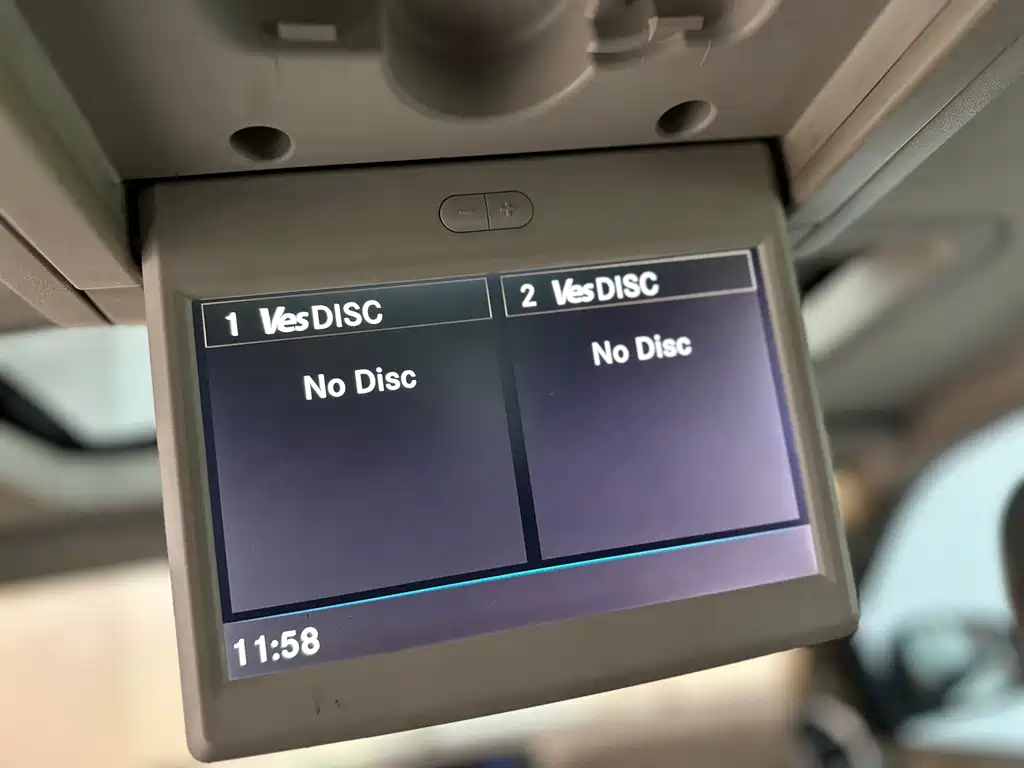 − +
1 VesDISC
No Disc
2 VesDISC
No Disc
11:58